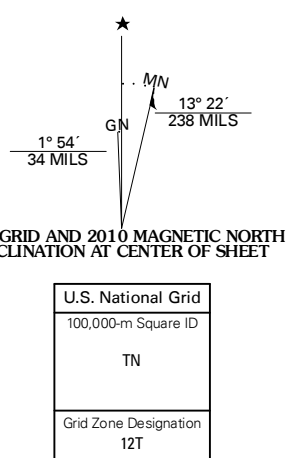 ★
MN
GN
13° 22´
238 MILS
1° 54´
34 MILS
GRID AND 2010 MAGNETIC NORTH
CLINATION AT CENTER OF SHEET
U.S. National Grid
100,000-m Square ID
TN
Grid Zone Designation
12T